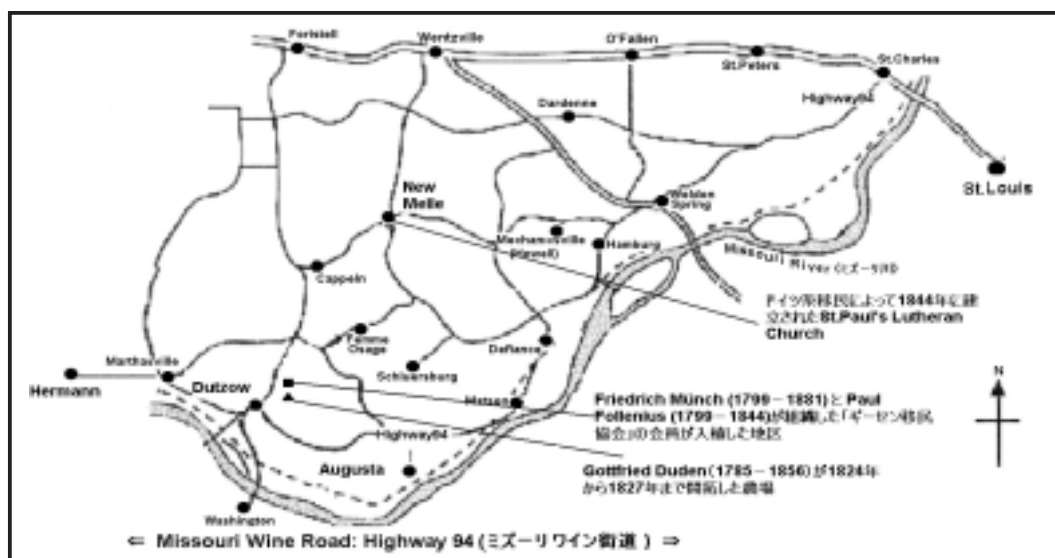 Foristell
Wentzville
O'Fallen
St.Peters
St.Charles
Highway94
Dardenne
St.Louis
New
Melle
Weldon
Spring
Mechanicsville
(Howell)
Hamburg
Missouri River (ミズーリ川)
Cappeln
ドイツ系移民によって1844年に建
立されたSt.Paul's Lutheran
Church
Femme
Osage
Defiance
Marthasville
Schluersburg
Hermann
Dutzow
Matson
N
Friedrich Münch (1799－1881)と Paul
Follenius (1799－1844)が組織した「ギーセン移民
協会」の会員が入植した地区
Highway94
Augusta
Gottfried Duden(1785－1856)が1824年
から1827年まで開拓した農場
Washington
⇐ Missouri Wine Road: Highway 94 (ミズーリワイン街道 ) ⇒